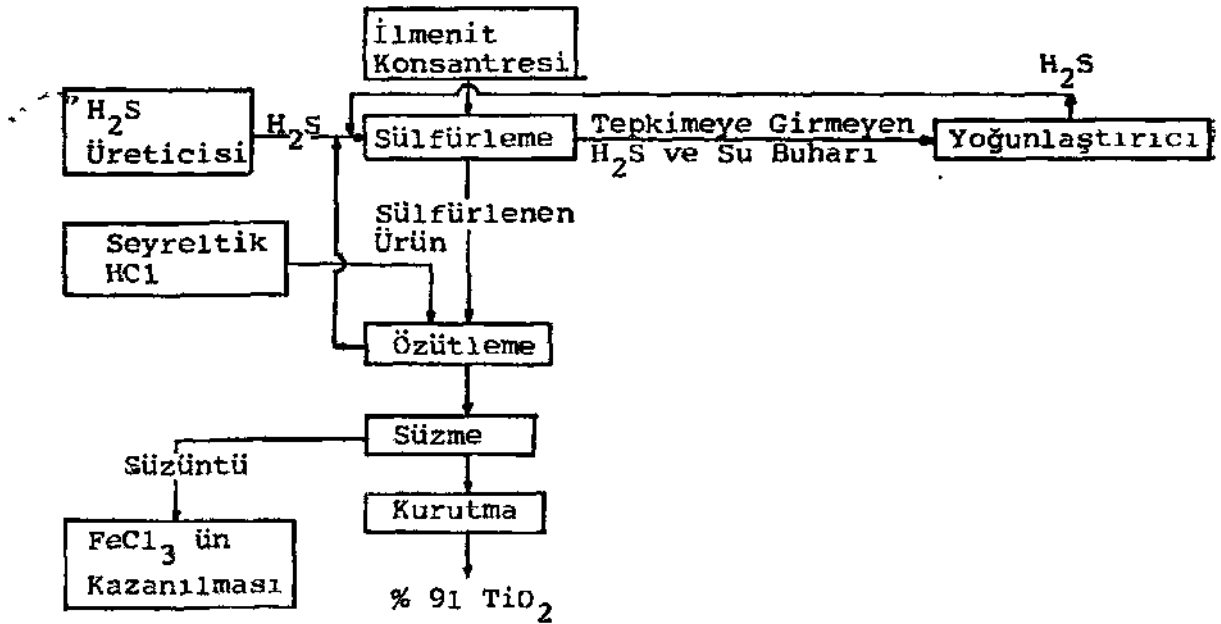 İlmenit
Konsantresi
H₂S
Üreticisi
H₂S
Sülfürleme
Tepkimeye Girmeyen
H₂S ve Su Buharı
H₂S
Yoğunlaştırıcı
Sülfürlenen
Ürün
Seyreltik
HCl
Özütleme
Süzme
Süzüntü
Kurutma
FeCl₃ ün
Kazanılması
% 91 TiO₂